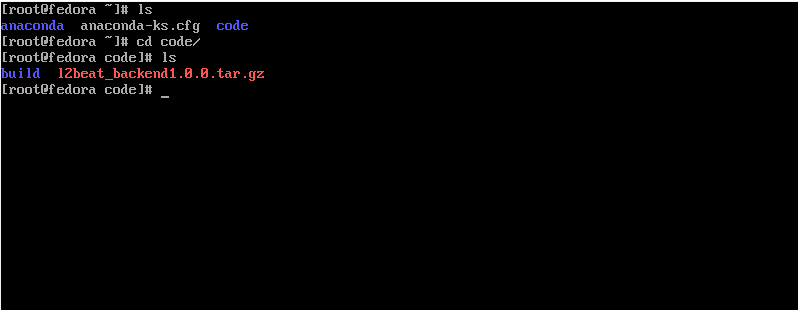 [root@fedora ~]# ls
anaconda  anaconda-ks.cfg  code
[root@fedora ~]# cd code/
[root@fedora code]# ls
build  l2beat_backend1.0.0.tar.gz
[root@fedora code]# _